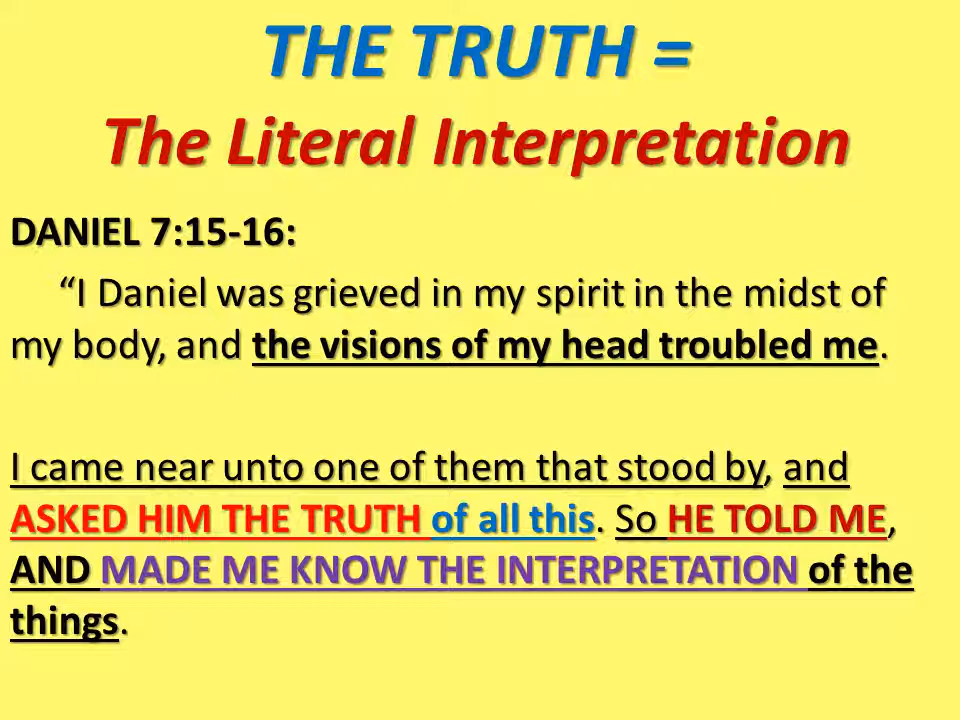 THE TRUTH =
The Literal Interpretation
DANIEL 7:15-16:
“I Daniel was grieved in my spirit in the midst of
my body, and the visions of my head troubled me.
I came near unto one of them that stood by, and
ASKED HIM THE TRUTH of all this. So HE TOLD ME,
AND MADE ME KNOW THE INTERPRETATION of the
things.